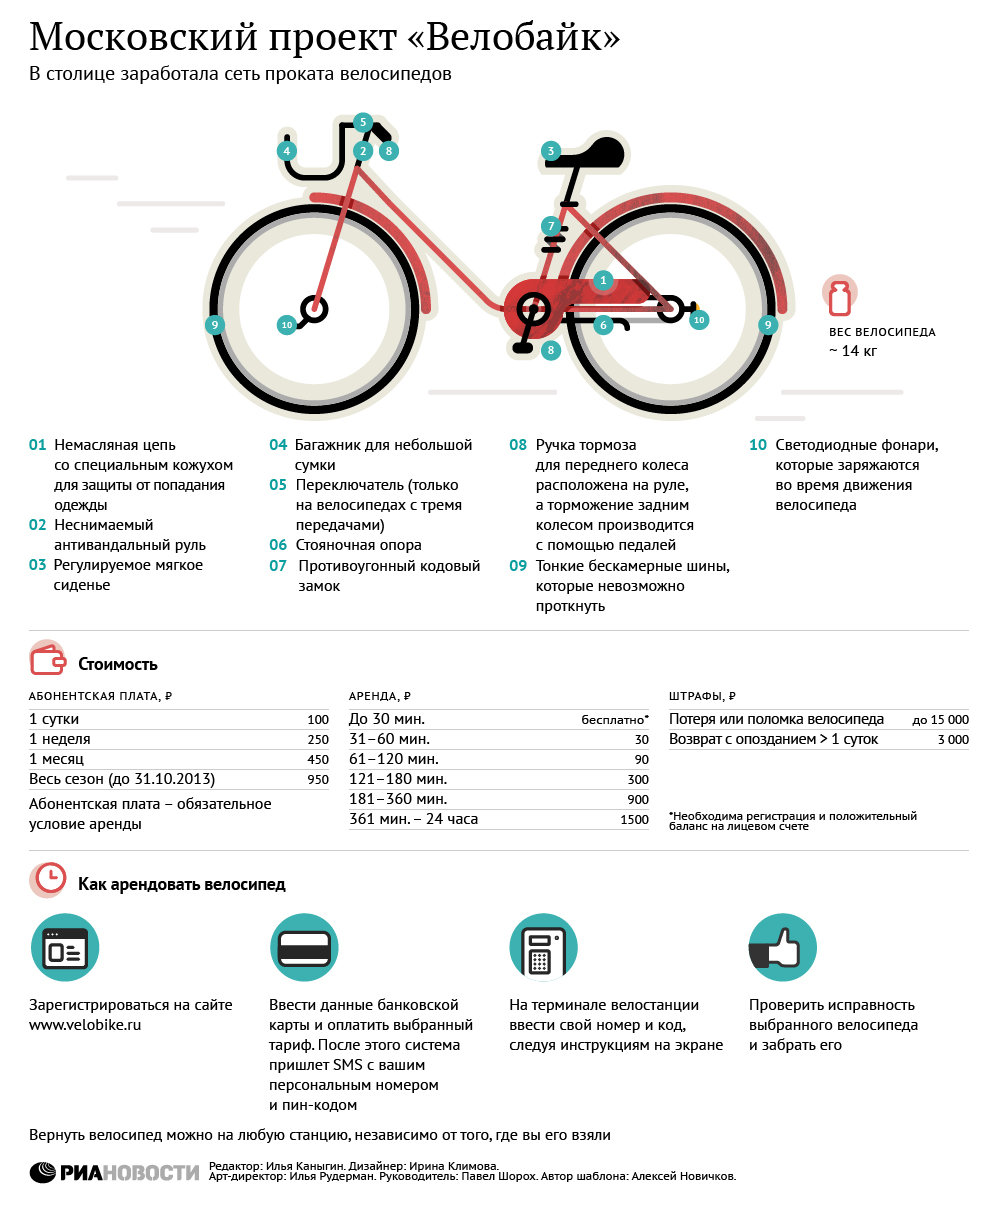 Московский проект «Велобайк»
В столице заработала сеть проката велосипедов
5
4
2
8
3
7
1
9
10
6
10
9
8
ВЕС ВЕЛОСИПЕДА
~ 14 кг
01 Немасляная цепь
со специальным кожухом
для защиты от попадания
одежды
02 Неснимаемый
антивандальный руль
03 Регулируемое мягкое
сиденье
04 Багажник для небольшой
сумки
05 Переключатель (только
на велосипедах с тремя
передачами)
06 Стояночная опора
07 Противоугонный кодовый
замок
08 Ручка тормоза
для переднего колеса
расположена на руле,
а торможение задним
колесом производится
с помощью педалей
09 Тонкие бескамерные шины,
которые невозможно
проткнуть
10 Светодиодные фонари,
которые заряжаются
во время движения
велосипеда
Стоимость
АБОНЕНТСКАЯ ПЛАТА, ₽
1 сутки 100
1 неделя 250
1 месяц 450
Весь сезон (до 31.10.2013) 950
Абонентская плата – обязательное
условие аренды
АРЕНДА, ₽
До 30 мин. бесплатно*
31–60 мин. 30
61–120 мин. 90
121–180 мин. 300
181–360 мин. 900
361 мин. – 24 часа 1500
ШТРАФЫ, ₽
Потеря или поломка велосипеда до 15 000
Возврат с опозданием > 1 суток 3 000
*Необходима регистрация и положительный
баланс на лицевом счете
Как арендовать велосипед
Зарегистрироваться на сайте
www.velobike.ru
Ввести данные банковской
карты и оплатить выбранный
тариф. После этого система
пришлет SMS с вашим
персональным номером
и пин-кодом
На терминале велостанции
ввести свой номер и код,
следуя инструкциям на экране
Проверить исправность
выбранного велосипеда
и забрать его
Вернуть велосипед можно на любую станцию, независимо от того, где вы его взяли
РИАНОВОСТИ
Редактор: Илья Каныгин. Дизайнер: Ирина Климова.
Арт-директор: Илья Рудерман. Руководитель: Павел Шорох. Автор шаблона: Алексей Новичков.